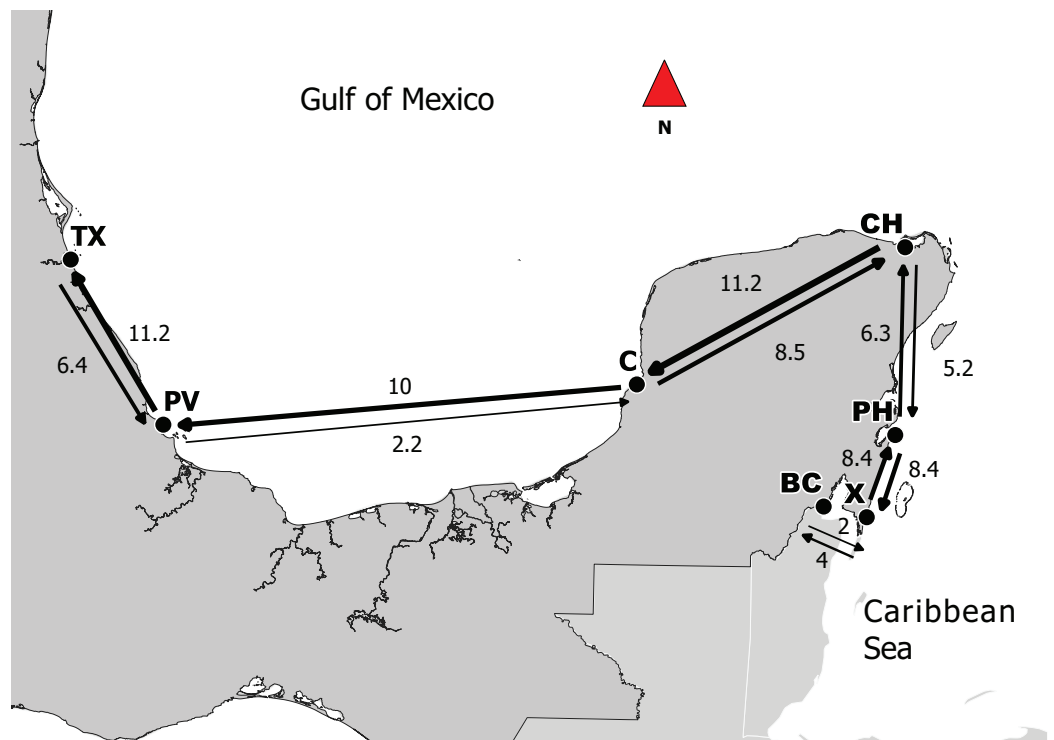 Gulf of Mexico
N
CH
TX
11.2
6.3
11.2
8.5
C
6.4
5.2
10
PV
PH
2.2
8.4
8.4
BC
X
2
4
Caribbean
Sea